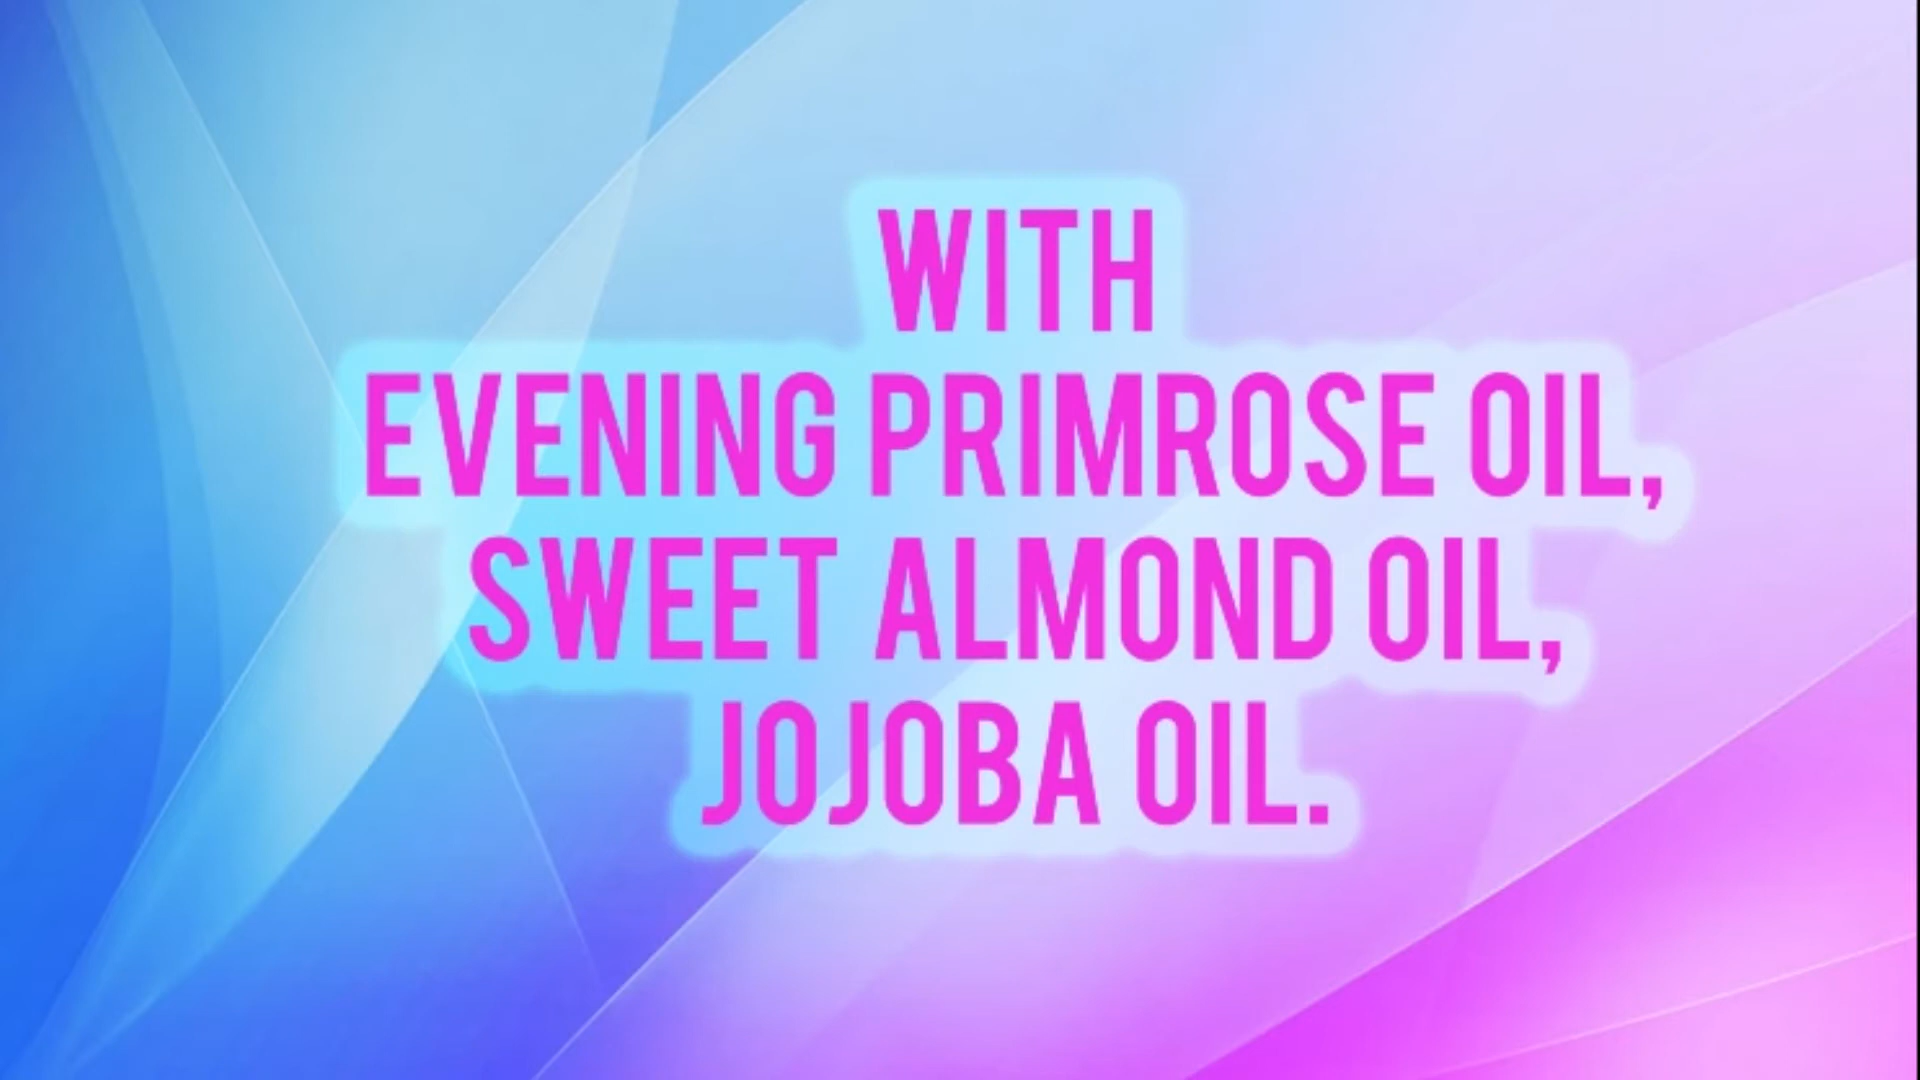 WITH
EVENING PRIMROSE OIL,
SWEET ALMOND OIL,
JOJOBA OIL.